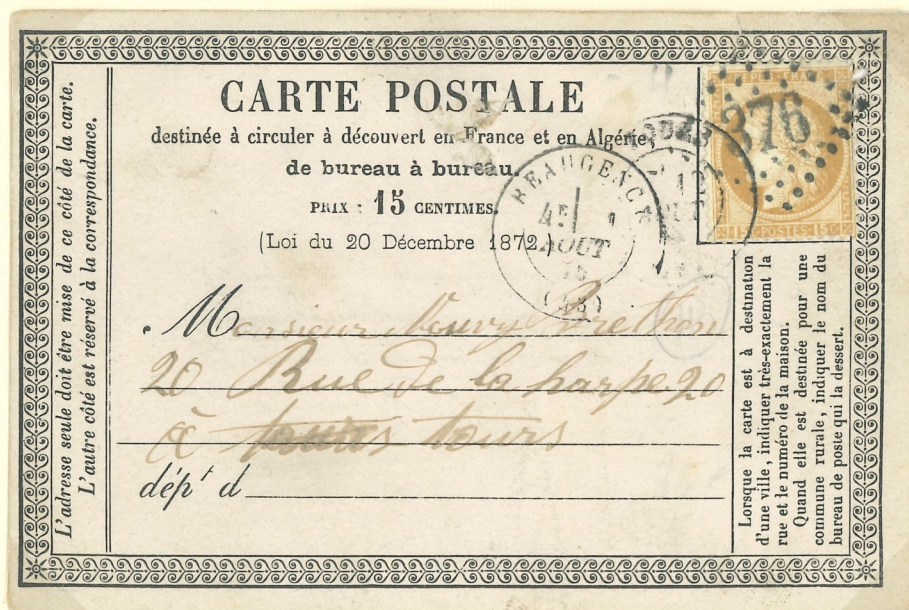 CARTE POSTALE
destinée à circuler à découvert en France et en Algérie,
de bureau à bureau.
PRIX : 15 CENTIMES.
(Loi du 20 Décembre 1872.)
L'adresse seule doit être mise de ce côté de la carte.
L'autre côté est réservé à la correspondance.
376
15 POSTES 15
BEAUGENCY
1
AOUT
(43)
Monsieur
20 Rue de la harpe 20
à tours
dépt d
Lorsque la carte est à destination
d'une ville, indiquer très-exactement la
rue et le numéro de la maison.
Quand elle est destinée pour une
commune rurale, indiquer le nom du
bureau de poste qui la dessert.